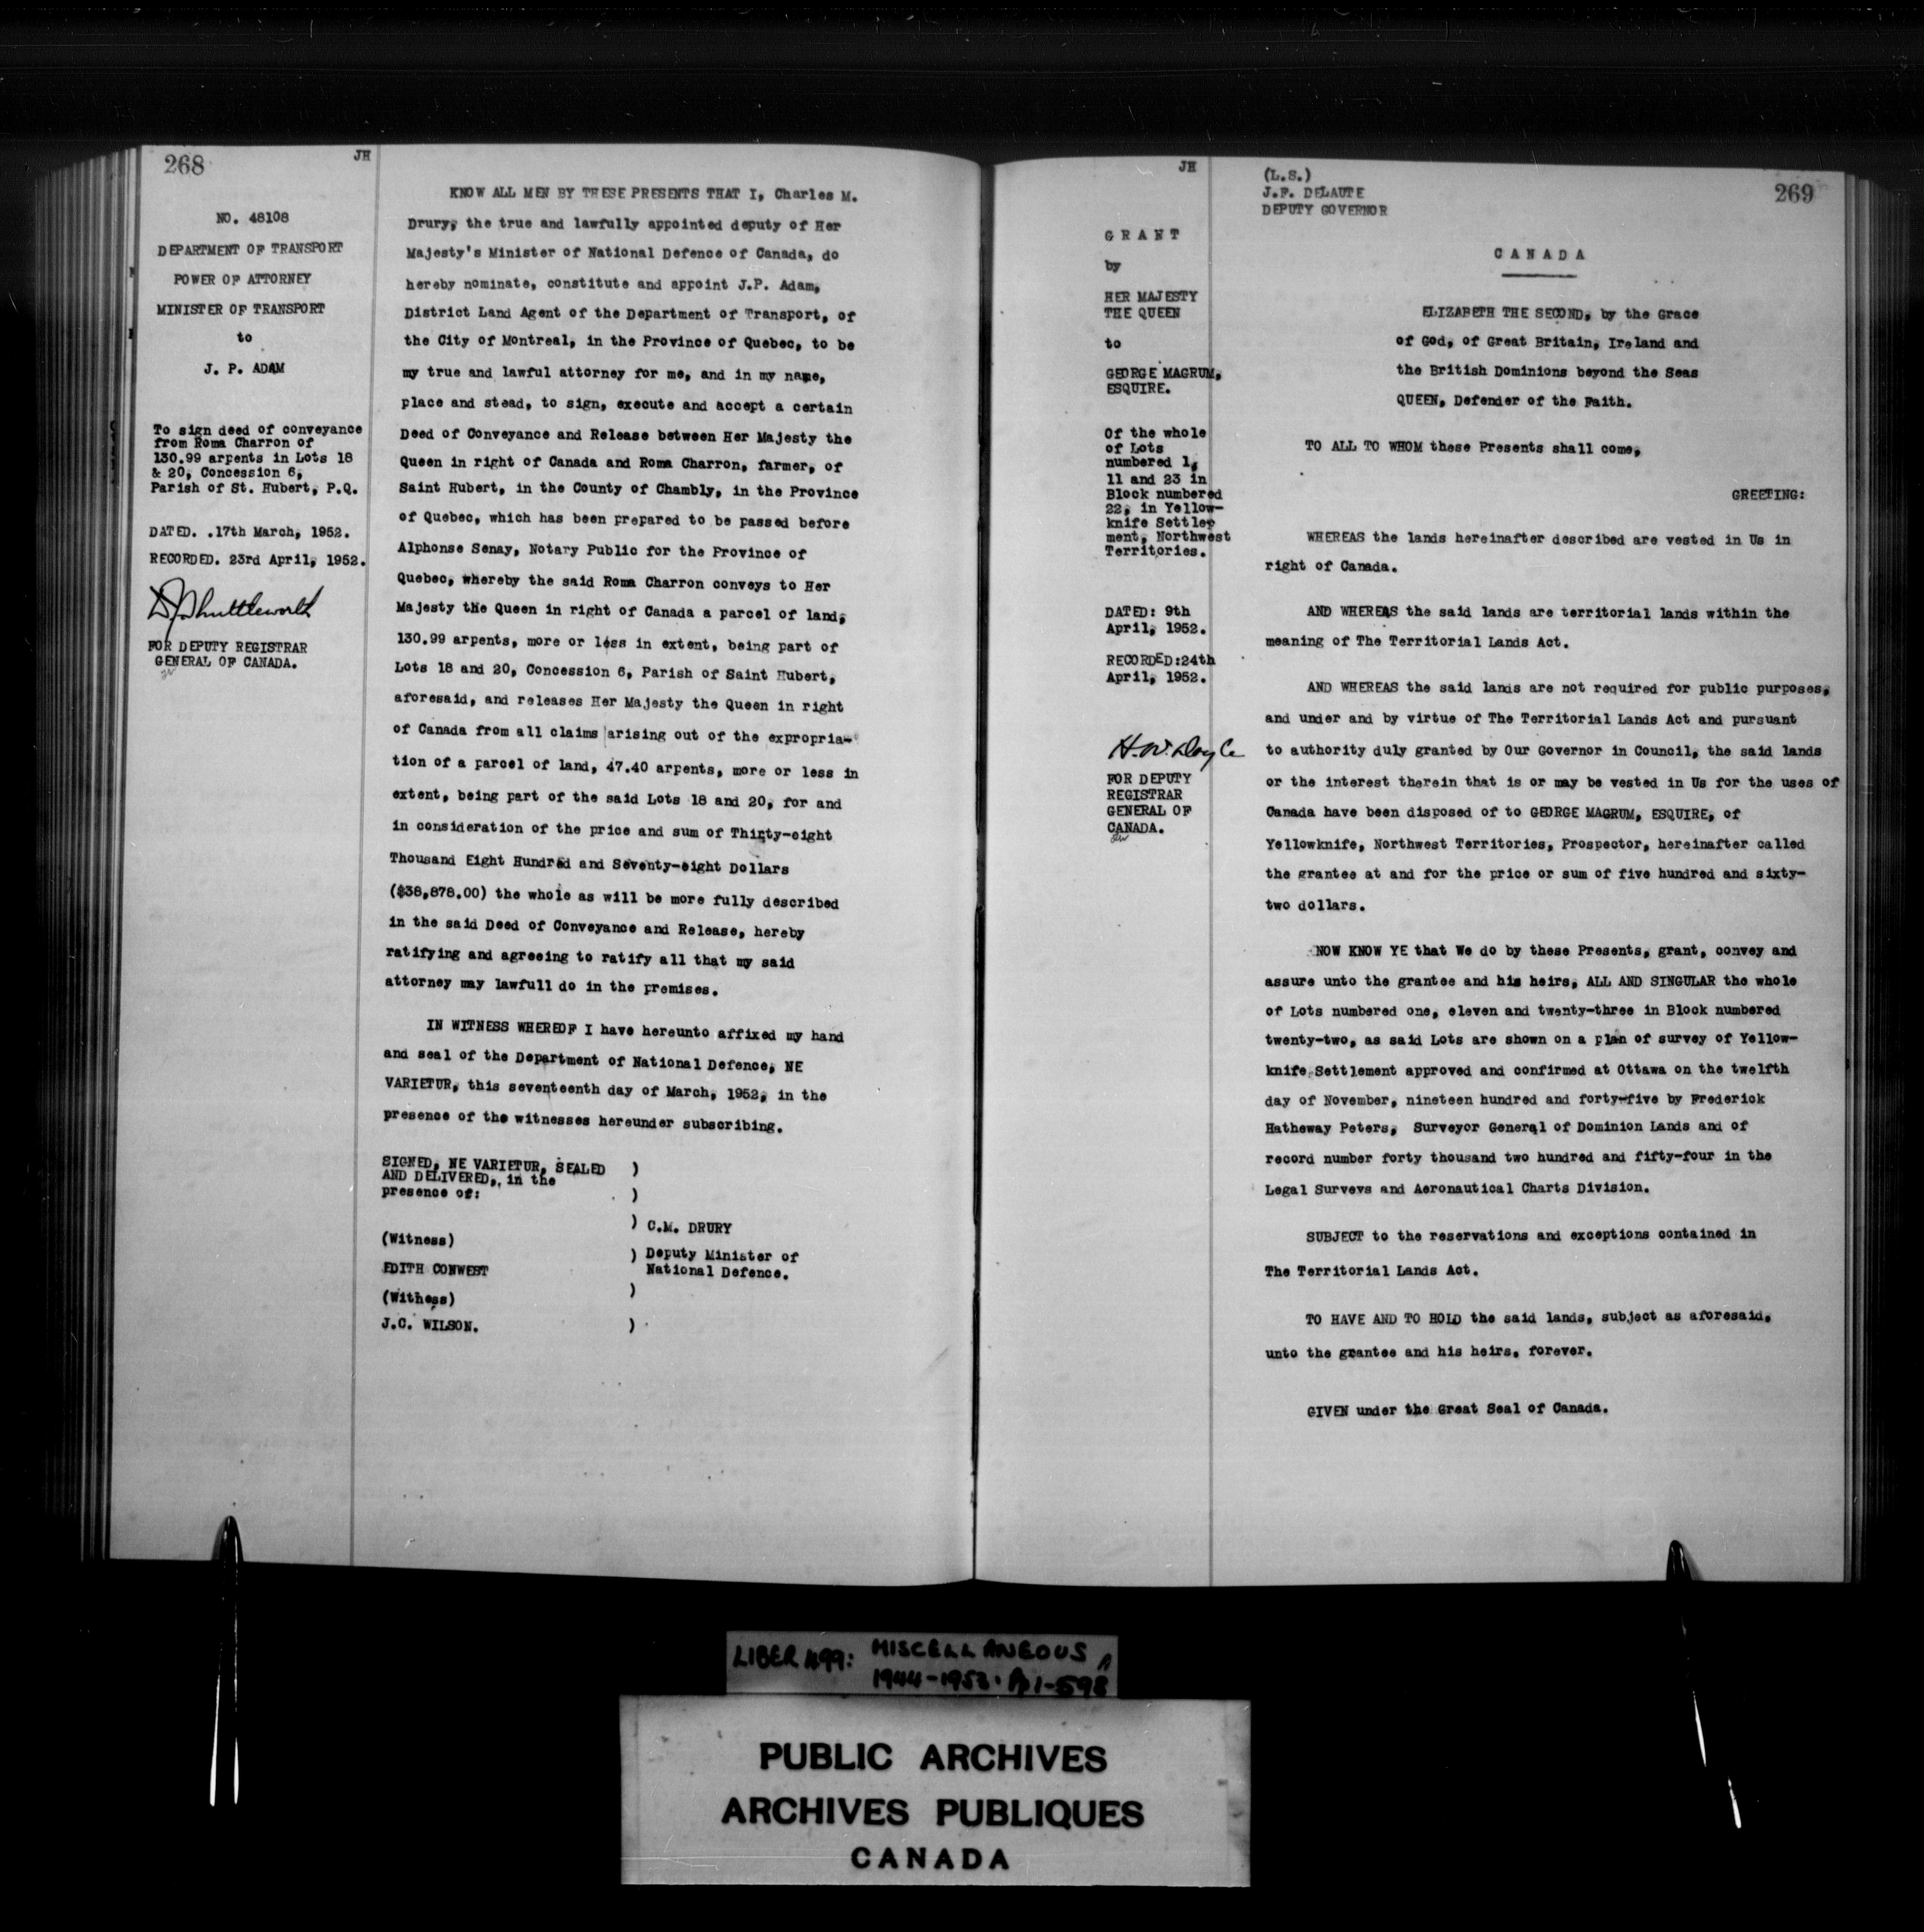 268
JH
NO. 48108
DEPARTMENT OF TRANSPORT
POWER OF ATTORNEY
MINISTER OF TRANSPORT
to
J. P. ADAM
To sign deed of conveyance
from Roma Charron of
130.99 arpents in Lots 18
& 20, Concession 6,
Parish of St. Hubert, P.Q.
DATED. .17th March, 1952.
RECORDED. 23rd April, 1952.
D J Shuttleworth
FOR DEPUTY REGISTRAR
GENERAL OF CANADA.
KNOW ALL MEN BY THESE PRESENTS THAT I, Charles M.
Drury, the true and lawfully appointed deputy of Her
Majesty's Minister of National Defence of Canada, do
hereby nominate, constitute and appoint J.P. Adam,
District Land Agent of the Department of Transport, of
the City of Montreal, in the Province of Quebec, to be
my true and lawful attorney for me, and in my name,
place and stead, to sign, execute and accept a certain
Deed of Conveyance and Release between Her Majesty the
Queen in right of Canada and Roma Charron, farmer, of
Saint Hubert, in the County of Chambly, in the Province
of Quebec, which has been prepared to be passed before
Alphonse Senay, Notary Public for the Province of
Quebec, whereby the said Roma Charron conveys to Her
Majesty the Queen in right of Canada a parcel of land,
130.99 arpents, more or less in extent, being part of
Lots 18 and 20, Concession 6, Parish of Saint Hubert,
aforesaid, and releases Her Majesty the Queen in right
of Canada from all claims arising out of the expropria-
tion of a parcel of land, 47.40 arpents, more or less in
extent, being part of the said Lots 18 and 20, for and
in consideration of the price and sum of Thirty-eight
Thousand Eight Hundred and Seventy-eight Dollars
($38,878.00) the whole as will be more fully described
in the said Deed of Conveyance and Release, hereby
ratifying and agreeing to ratify all that my said
attorney may lawfull do in the premises.
IN WITNESS WHEREOF I have hereunto affixed my hand
and seal of the Department of National Defence, NE
VARIETUR, this seventeenth day of March, 1952, in the
presence of the witnesses hereunder subscribing.
SIGNED, NE VARIETUR, SEALED )
AND DELIVERED,, in the
presence of: )
) C.M. DRURY
(Witness)
) Deputy Minister of
EDITH CONWEST National Defence.
(Witness) )
J.C. WILSON. )
JH
269
GRANT
by
HER MAJESTY
THE QUEEN
to
GEORGE MAGRUM,
ESQUIRE.
Of the whole
of Lots
numbered 1,
11 and 23 in
Block numbered
22, in Yellow-
knife Settle
ment, Northwest
Territories.
DATED: 9th
April, 1952.
RECORDED:24th
April, 1952.
H.W. Doyle
FOR DEPUTY
REGISTRAR
GENERAL OF
CANADA.
(L.S.)
J.F. DELAUTE
DEPUTY GOVERNOR
CANADA
ELIZABETH THE SECOND, by the Grace
of God, of Great Britain, Ireland and
the British Dominions beyond the Seas
QUEEN, Defender of the Faith.
TO ALL TO WHOM these Presents shall come,
GREETING:
WHEREAS the lands hereinafter described are vested in Us in
right of Canada.
AND WHEREAS the said lands are territorial lands within the
meaning of The Territorial Lands Act.
AND WHEREAS the said lands are not required for public purposes,
and under and by virtue of The Territorial Lands Act and pursuant
to authority duly granted by Our Governor in Council, the said lands
or the interest therein that is or may be vested in Us for the uses of
Canada have been disposed of to GEORGE MAGRUM, ESQUIRE, of
Yellowknife, Northwest Territories, Prospector, hereinafter called
the grantee at and for the price or sum of five hundred and sixty-
two dollars.
NOW KNOW YE that We do by these Presents, grant, convey and
assure unto the grantee and his heirs, ALL AND SINGULAR the whole
of Lots numbered one, eleven and twenty-three in Block numbered
twenty-two, as said Lots are shown on a plan of survey of Yellow-
knife Settlement approved and confirmed at Ottawa on the twelfth
day of November, nineteen hundred and forty-five by Frederick
Hatheway Peters, Surveyor General of Dominion Lands and of
record number forty thousand two hundred and fifty-four in the
Legal Surveys and Aeronautical Charts Division.
SUBJECT to the reservations and exceptions contained in
The Territorial Lands Act.
TO HAVE AND TO HOLD the said lands, subject as aforesaid,
unto the grantee and his heirs, forever.
GIVEN under the Great Seal of Canada.
LIBER 499: MISCELLANEOUS
1944-1953. Pp 1-598
PUBLIC ARCHIVES
ARCHIVES PUBLIQUES
CANADA